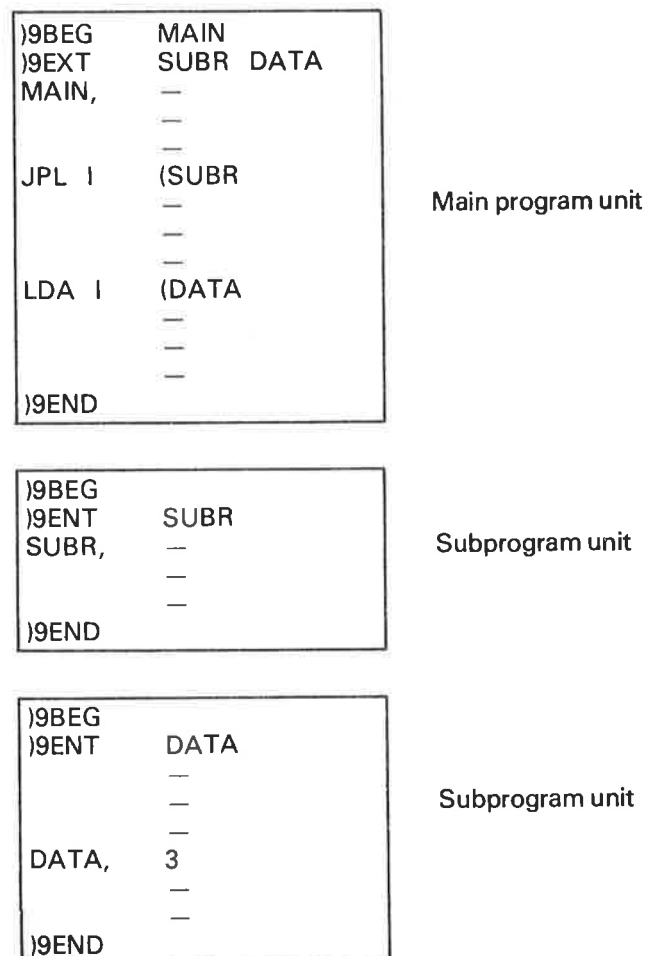 )9BEG MAIN
)9EXT SUBR DATA
MAIN, —
—
—
JPL I (SUBR
—
—
—
LDA I (DATA
—
—
—
)9END
Main program unit
)9BEG
)9ENT SUBR
SUBR, —
—
—
)9END
Subprogram unit
)9BEG
)9ENT DATA
—
—
—
DATA, 3
—
—
)9END
Subprogram unit